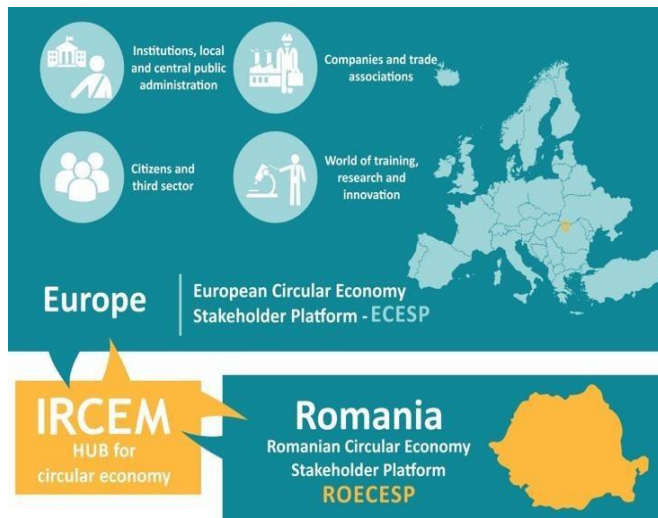 Institutions, local
and central public
administration
Companies and trade
associations
Citizens and
third sector
World of training,
research and
innovation
Europe
European Circular Economy
Stakeholder Platform - ECESP
IRCEM
HUB for
circular economy
Romania
Romanian Circular Economy
Stakeholder Platform
ROECESP